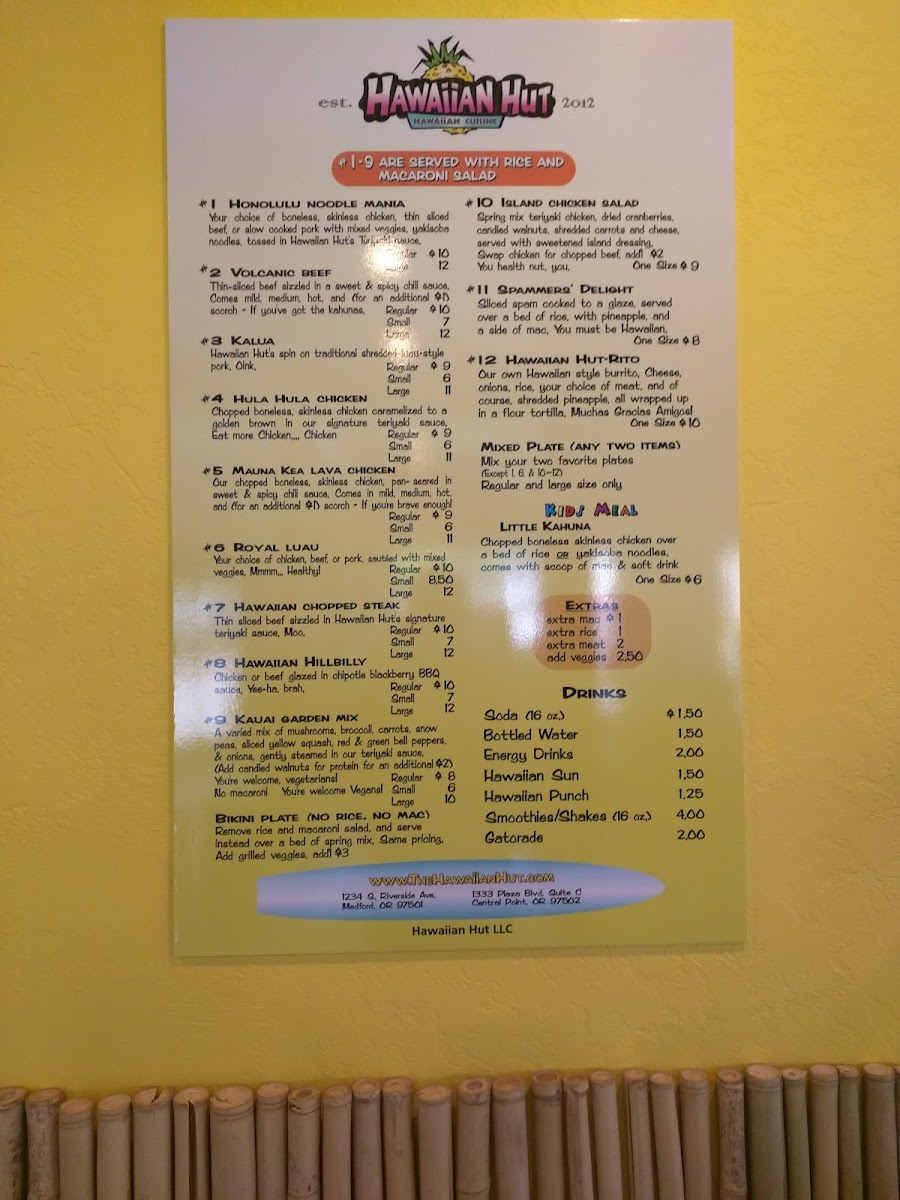 est. HAWAIIAN HUT 2012
HAWAIIAN CUISINE
#1-9 ARE SERVED WITH RICE AND
MACARONI SALAD
#1 HONOLULU NOODLE MANIA
Your choice of boneless, skinless chicken, thin sliced
beef, or slow cooked pork with mixed veggies, yakisoba
noodles, tossed in Hawaiian Hut's Teriyaki sauce.
Regular $10
Large 12
#2 VOLCANIC BEEF
Thin-sliced beef sizzled in a sweet & spicy chili sauce.
Comes mild, medium, hot, and (for an additional $1)
scorch - If you've got the kahunas. Regular $10
Small 7
Large 12
#3 KALUA
Hawaiian Hut's spin on traditional shredded luau-style
pork. Oink. Regular $ 9
Small 6
Large 11
#4 HULA HULA CHICKEN
Chopped boneless, skinless chicken caramelized to a
golden brown in our signature teriyaki sauce.
Eat more Chicken.... Chicken Regular $ 9
Small 6
Large 11
#5 MAUNA KEA LAVA CHICKEN
Our chopped boneless, skinless chicken, pan-seared in
sweet & spicy chili sauce. Comes in mild, medium, hot,
and (for an additional $1) scorch - If you're brave enough!
Regular $ 9
Small 6
Large 11
#6 ROYAL LUAU
Your choice of chicken, beef, or pork, sautéed with mixed
veggies. Mmmm... Healthy! Regular $10
Small 8.50
Large 12
#7 HAWAIIAN CHOPPED STEAK
Thin sliced beef sizzled in Hawaiian Hut's signature
teriyaki sauce. Moo. Regular $10
Small 7
Large 12
#8 HAWAIIAN HILLBILLY
Chicken or beef glazed in chipotle blackberry BBQ
sauce. Yee-ha, brah. Regular $10
Small 7
Large 12
#9 KAUAI GARDEN MIX
A varied mix of mushrooms, broccoli, carrots, snow
peas, sliced yellow squash, red & green bell peppers,
& onions, gently steamed in our teriyaki sauce.
(Add candied walnuts for protein for an additional $2)
You're welcome, vegetarians! Regular $ 8
No macaroni You're welcome Vegans! Small 6
Large 10
BIKINI PLATE (NO RICE, NO MAC)
Remove rice and macaroni salad, and serve
instead over a bed of spring mix. Same pricing.
Add grilled veggies, add'l $3
#10 ISLAND CHICKEN SALAD
Spring mix teriyaki chicken, dried cranberries,
candied walnuts, shredded carrots and cheese,
served with sweetened island dressing.
Swap chicken for chopped beef, add'l $2
You health nut, you. One Size $ 9
#11 SPAMMERS' DELIGHT
Sliced spam cooked to a glaze, served
over a bed of rice, with pineapple, and
a side of mac. You must be Hawaiian.
One Size $ 8
#12 HAWAIIAN HUT-RITO
Our own Hawaiian style burrito. Cheese,
onions, rice, your choice of meat, and of
course, shredded pineapple, all wrapped up
in a flour tortilla. Muchas Gracias Amigos!
One Size $10
MIXED PLATE (ANY TWO ITEMS)
Mix your two favorite plates
(Except 1, 6, & 10-12)
Regular and large size only
KIDS MEAL
LITTLE KAHUNA
Chopped boneless skinless chicken over
a bed of rice OR yakisoba noodles,
comes with scoop of mac & soft drink
One Size $6
EXTRAS
extra mac $ 1
extra rice 1
extra meat 2
add veggies 2.50
DRINKS
Soda (16 oz.) $1.50
Bottled Water 1.50
Energy Drinks 2.00
Hawaiian Sun 1.50
Hawaiian Punch 1.25
Smoothies/Shakes (16 oz.) 4.00
Gatorade 2.00
WWW.THEHAWAIIANHUT.COM
1234 S. Riverside Ave. 1333 Plaza Blvd, Suite C
Medford, OR 97501 Central Point, OR 97502
Hawaiian Hut LLC